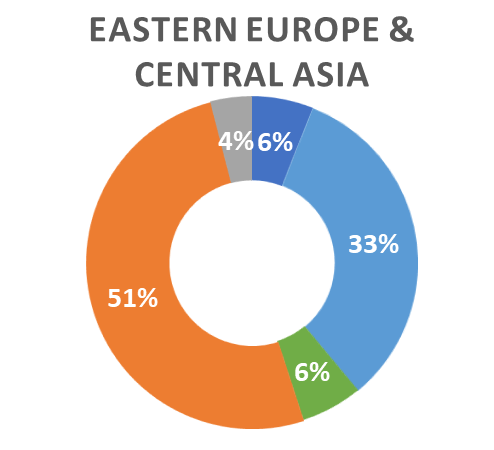 EASTERN EUROPE &
CENTRAL ASIA
4% 6%
33%
51%
6%